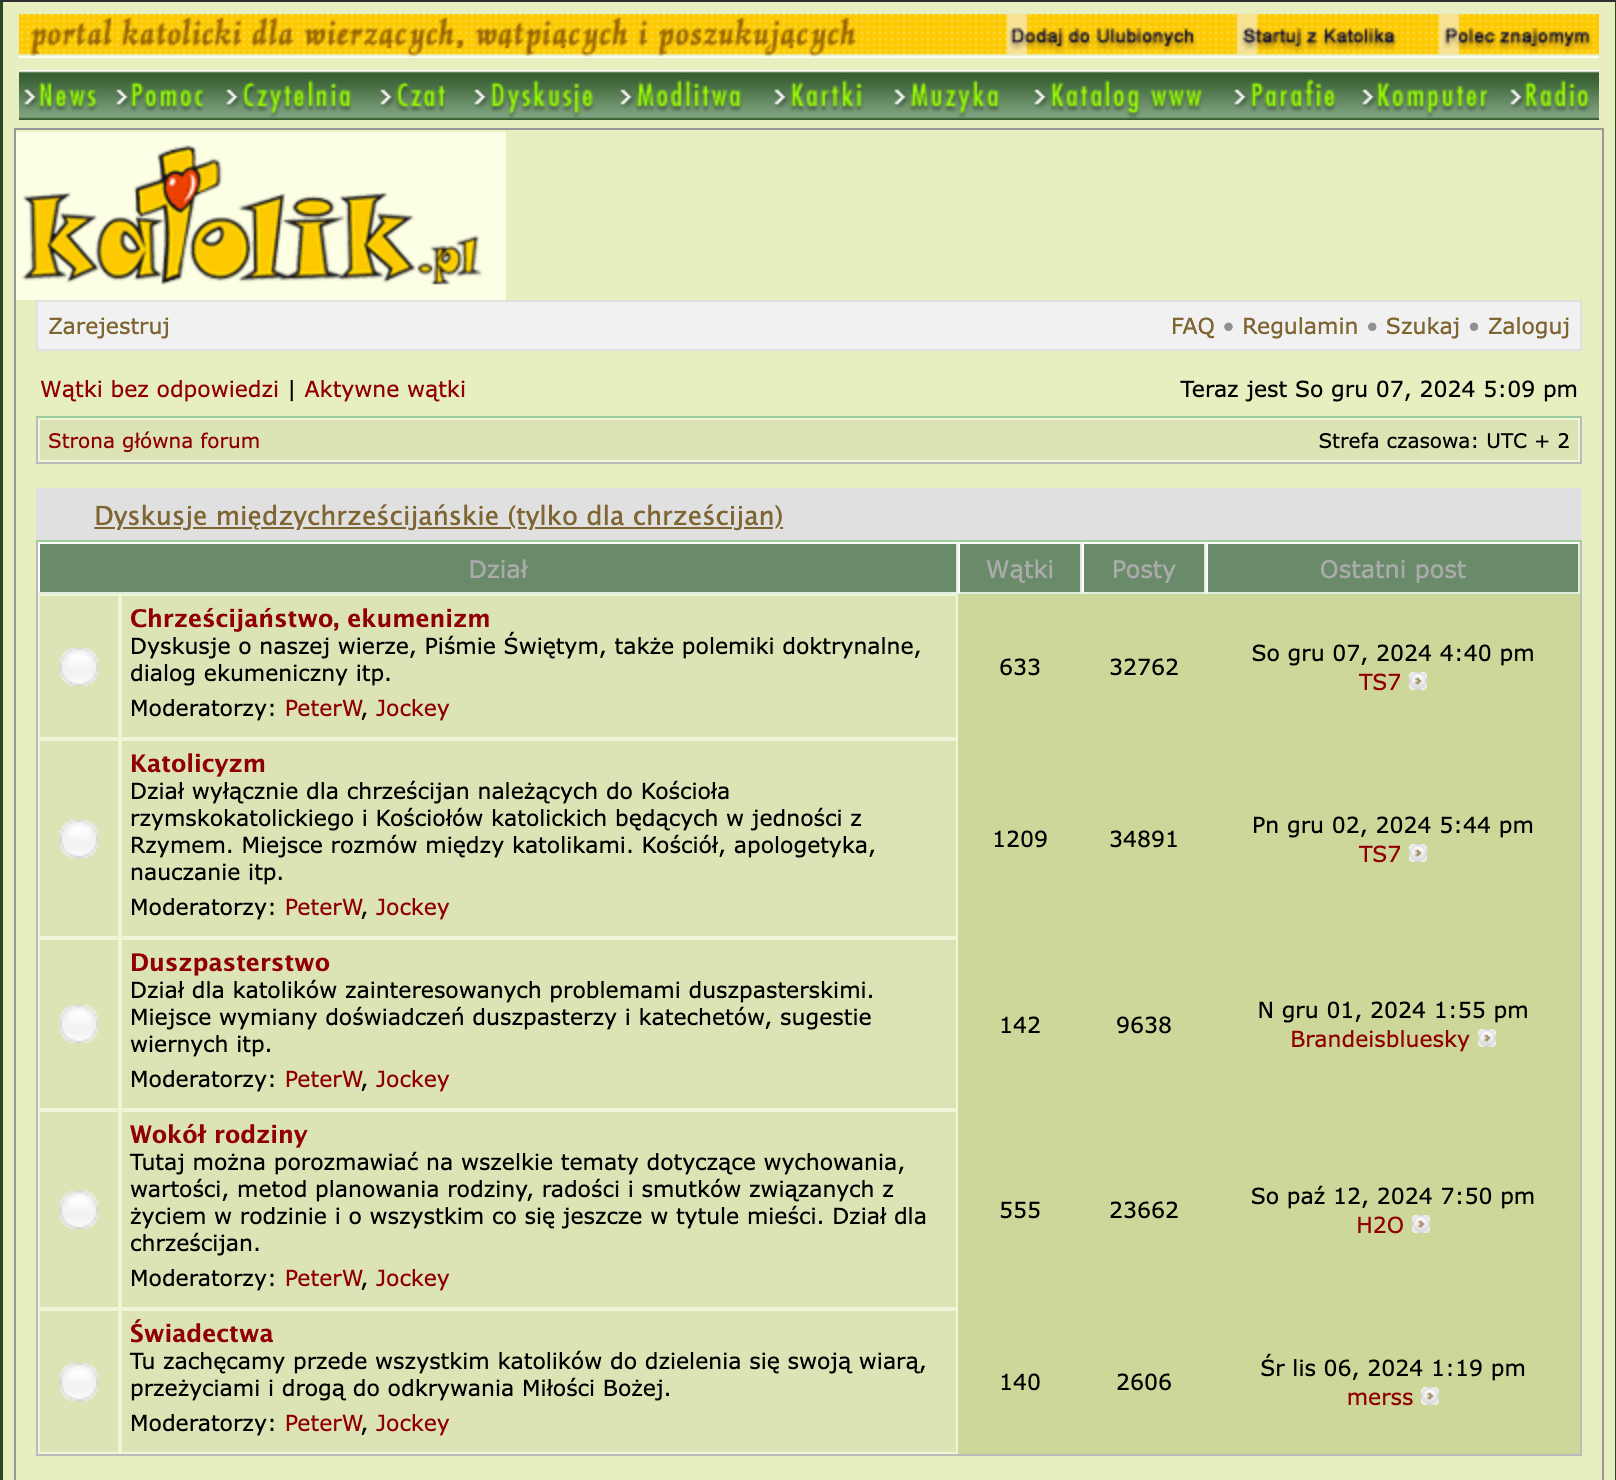 portal katolicki dla wierzących, wątpiących i poszukujących
Dodaj do Ulubionych
Startuj z Katolika
Polec znajomym
>News >Pomoc >Czytelnia >Czat >Dyskusje >Modlitwa >Kartki >Muzyka >Katalog www >Parafie >Komputer >Radio
katolik.pl
Zarejestruj
FAQ • Regulamin • Szukaj • Zaloguj
Wątki bez odpowiedzi | Aktywne wątki
Teraz jest So gru 07, 2024 5:09 pm
Strona główna forum
Strefa czasowa: UTC + 2
Dyskusje międzychrześcijańskie (tylko dla chrześcijan)
Dział Wątki Posty Ostatni post
Chrześcijaństwo, ekumenizm
Dyskusje o naszej wierze, Piśmie Świętym, także polemiki doktrynalne,
dialog ekumeniczny itp.
Moderatorzy: PeterW, Jockey
633
32762
So gru 07, 2024 4:40 pm
TS7
Katolicyzm
Dział wyłącznie dla chrześcijan należących do Kościoła
rzymskokatolickiego i Kościołów katolickich będących w jedności z
Rzymem. Miejsce rozmów między katolikami. Kościół, apologetyka,
nauczanie itp.
Moderatorzy: PeterW, Jockey
1209
34891
Pn gru 02, 2024 5:44 pm
TS7
Duszpasterstwo
Dział dla katolików zainteresowanych problemami duszpasterskimi.
Miejsce wymiany doświadczeń duszpasterzy i katechetów, sugestie
wiernych itp.
Moderatorzy: PeterW, Jockey
142
9638
N gru 01, 2024 1:55 pm
Brandeisbluesky
Wokół rodziny
Tutaj można porozmawiać na wszelkie tematy dotyczące wychowania,
wartości, metod planowania rodziny, radości i smutków związanych z
życiem w rodzinie i o wszystkim co się jeszcze w tytule mieści. Dział dla
chrześcijan.
Moderatorzy: PeterW, Jockey
555
23662
So paź 12, 2024 7:50 pm
H2O
Świadectwa
Tu zachęcamy przede wszystkim katolików do dzielenia się swoją wiarą,
przeżyciami i drogą do odkrywania Miłości Bożej.
Moderatorzy: PeterW, Jockey
140
2606
Śr lis 06, 2024 1:19 pm
merss